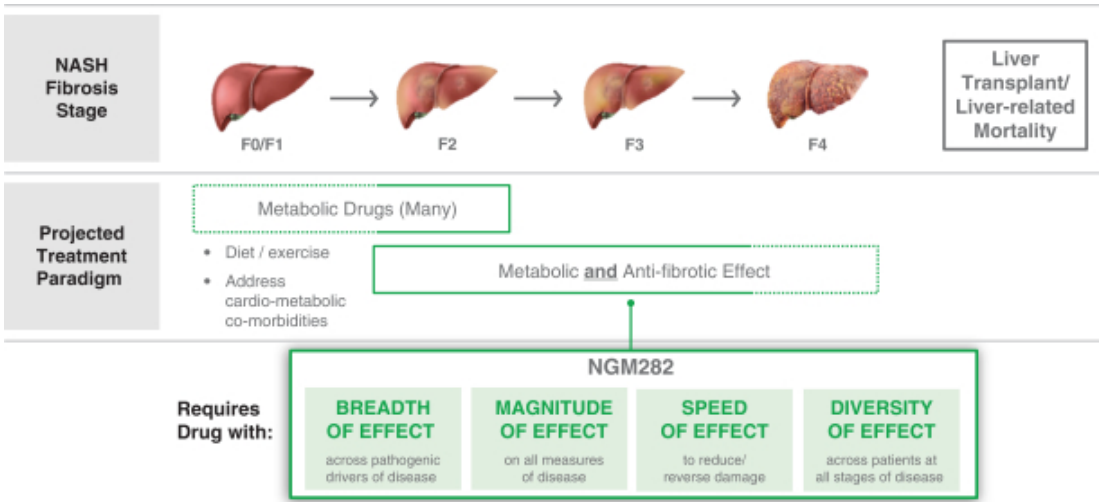 NASH
Fibrosis
Stage
F0/F1
F2
F3
F4
Liver
Transplant/
Liver-related
Mortality
Projected
Treatment
Paradigm
Metabolic Drugs (Many)
• Diet / exercise
• Address
cardio-metabolic
co-morbidities
Metabolic and Anti-fibrotic Effect
NGM282
Requires
Drug with:
BREADTH
OF EFFECT
across pathogenic
drivers of disease
MAGNITUDE
OF EFFECT
on all measures
of disease
SPEED
OF EFFECT
to reduce/
reverse damage
DIVERSITY
OF EFFECT
across patients at
all stages of disease